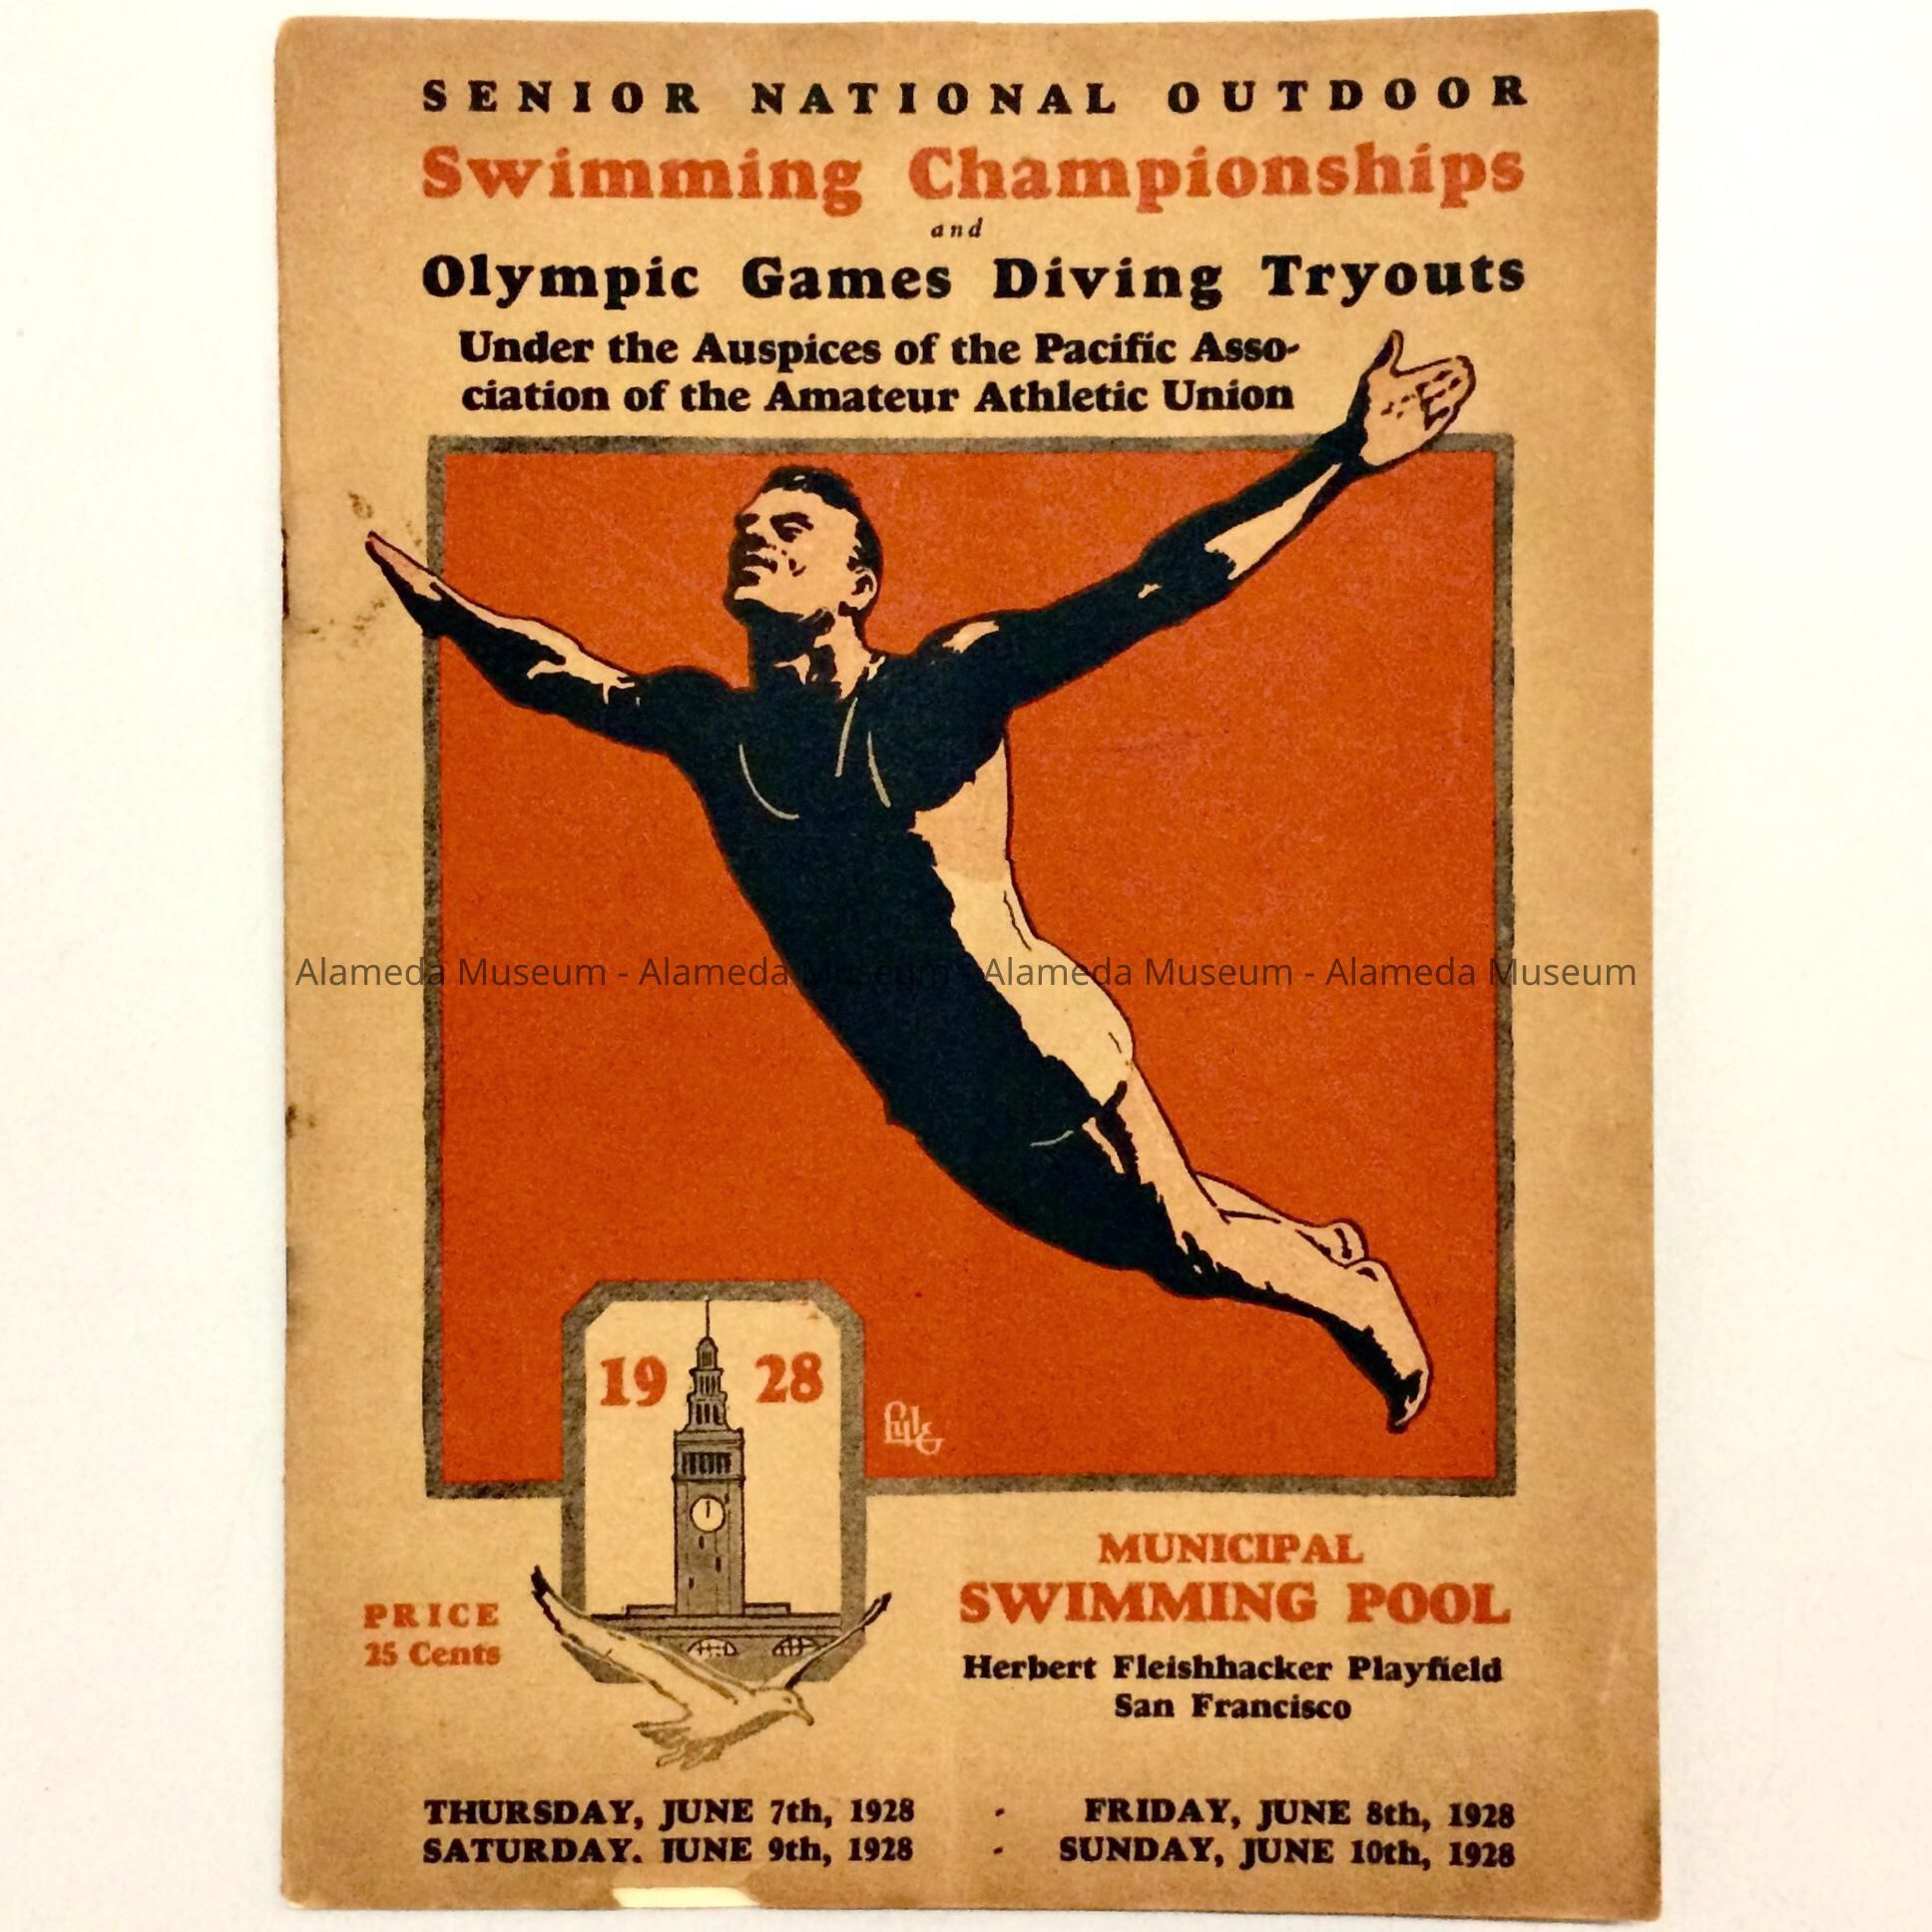 SENIOR NATIONAL OUTDOOR
Swimming Championships
and
Olympic Games Diving Tryouts
Under the Auspices of the Pacific Asso-
ciation of the Amateur Athletic Union
Alameda Museum - Alameda Museum - Alameda Museum - Alameda Museum
19 28
Lyle
PRICE
25 Cents
MUNICIPAL
SWIMMING POOL
Herbert Fleishhacker Playfield
San Francisco
THURSDAY, JUNE 7th, 1928 - FRIDAY, JUNE 8th, 1928
SATURDAY. JUNE 9th, 1928 - SUNDAY, JUNE 10th, 1928